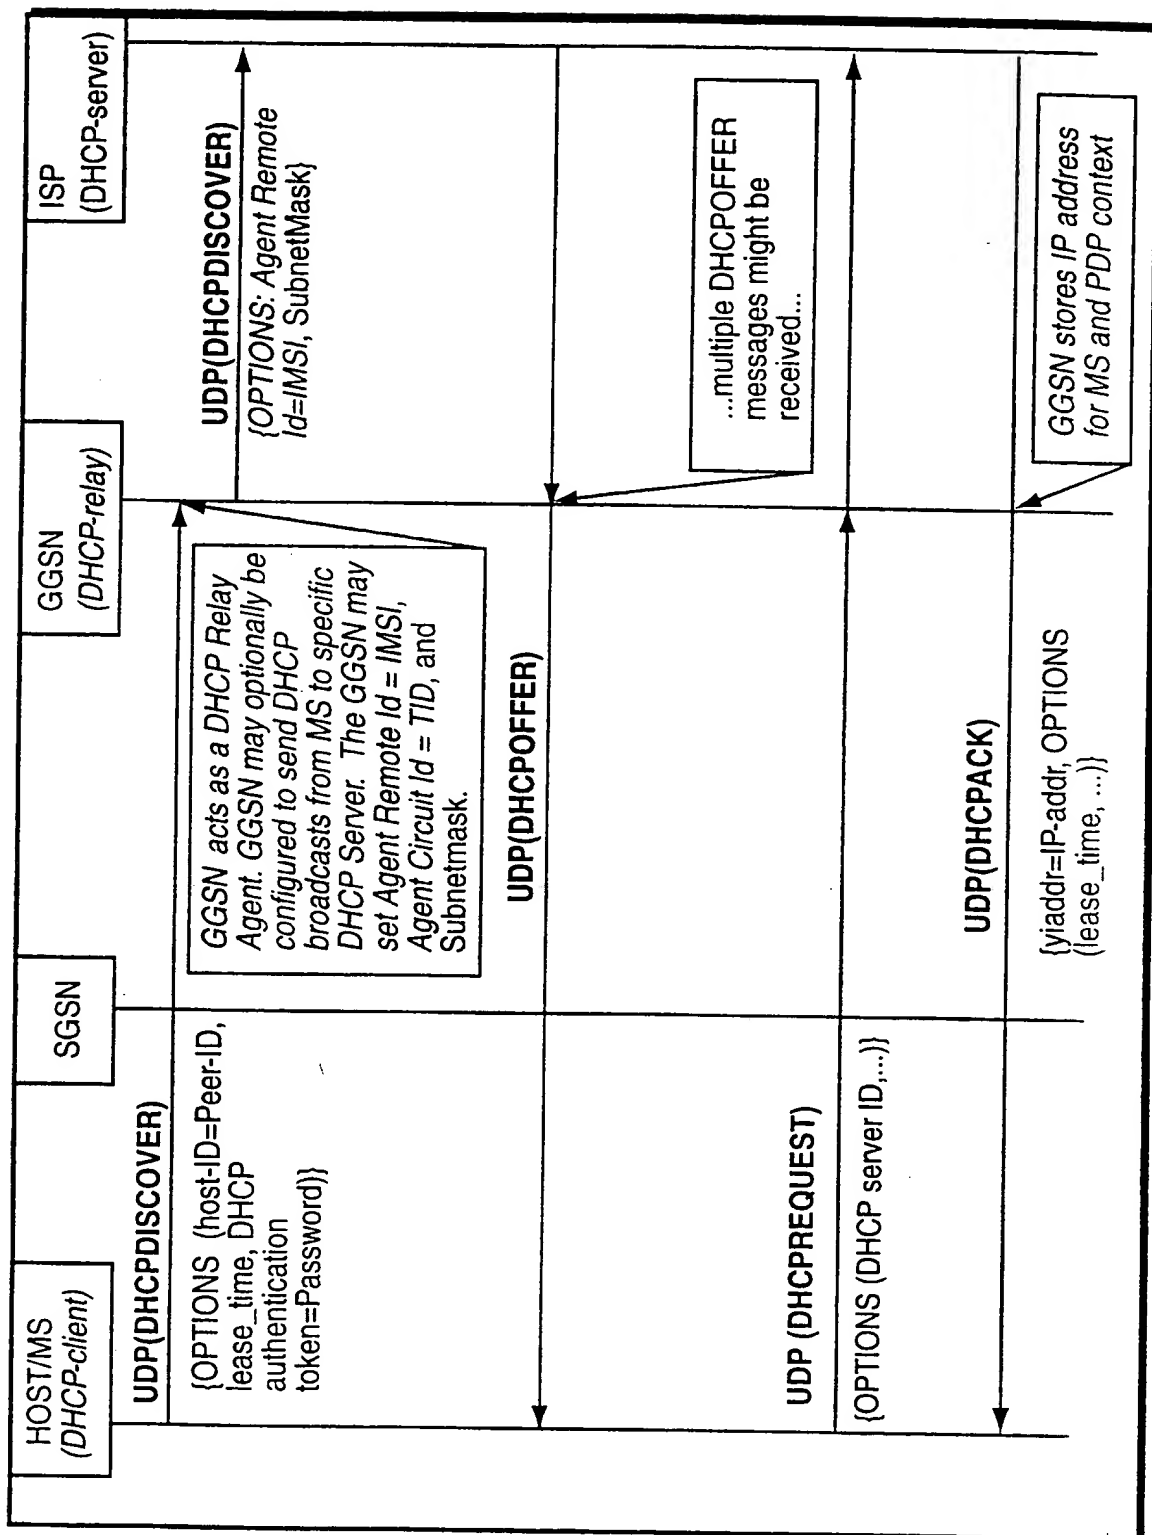 HOST/MS
(DHCP-client)
SGSN
GGSN
(DHCP-relay)
ISP
(DHCP-server)
UDP(DHCPDISCOVER)
{OPTIONS (host-ID=Peer-ID,
lease_time, DHCP
authentication
token=Password)}
GGSN acts as a DHCP Relay
Agent. GGSN may optionally be
configured to send DHCP
broadcasts from MS to specific
DHCP Server. The GGSN may
set Agent Remote Id = IMSI,
Agent Circuit Id = TID, and
Subnetmask.
UDP(DHCPDISCOVER)
{OPTIONS: Agent Remote
Id=IMSI, SubnetMask}
UDP(DHCPOFFER)
...multiple DHCPOFFER
messages might be
received...
UDP (DHCPREQUEST)
{OPTIONS (DHCP server ID,...)}
UDP(DHCPACK)
{yiaddr=IP-addr, OPTIONS
(lease_time, ...)}
GGSN stores IP address
for MS and PDP context